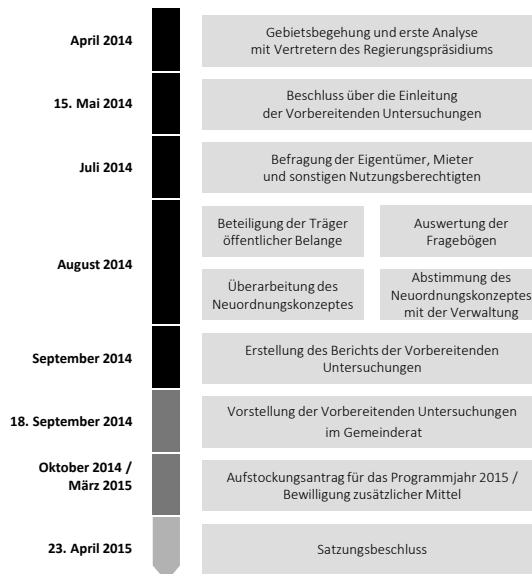 April 2014
Gebietsbegehung und erste Analyse
mit Vertretern des Regierungspräsidiums
15. Mai 2014
Beschluss über die Einleitung
der Vorbereitenden Untersuchungen
Juli 2014
Befragung der Eigentümer, Mieter
und sonstigen Nutzungsberechtigten
August 2014
Beteiligung der Träger
öffentlicher Belange
Auswertung der
Fragebögen
Überarbeitung des
Neuordnungskonzeptes
Abstimmung des
Neuordnungskonzeptes
mit der Verwaltung
September 2014
Erstellung des Berichts der Vorbereitenden
Untersuchungen
18. September 2014
Vorstellung der Vorbereitenden Untersuchungen
im Gemeinderat
Oktober 2014 /
März 2015
Aufstockungsantrag für das Programmjahr 2015 /
Bewilligung zusätzlicher Mittel
23. April 2015
Satzungsbeschluss